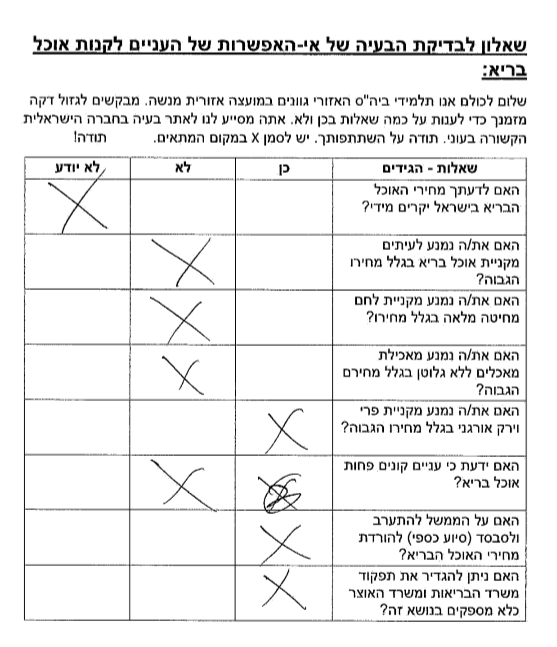 שאלון לבדיקת הבעיה של אי-האפשרות של העניים לקנות אוכל
בריא:
שלום לכולם אנו תלמידי ביה"ס האזורי גוונים במועצה אזורית מנשה. מבקשים לגזול דקה
מזמנך כדי לענות על כמה שאלות בכן ולא. אתה מסייע לנו לאתר בעיה בחברה הישראלית
הקשורה בעוני. תודה על השתתפותך. יש לסמן X במקום המתאים. תודה!
שאלות - הגידים כן לא לא יודע
האם לדעתך מחירי האוכל
הבריא בישראל יקרים מידי? X
האם את/ה נמנע לעיתים
מקניית אוכל בריא בגלל מחירו X
הגבוה?
האם את/ה נמנע מקניית לחם
מחיטה מלאה בגלל מחירו? X
האם את/ה נמנע מאכילת
מאכלים ללא גלוטן בגלל מחירם X
הגבוה?
האם את/ה נמנע מקניית פרי
וירק אורגני בגלל מחירו הגבוה? X
האם ידעת כי עניים קונים פחות
אוכל בריא? X
האם על הממשל להתערב
ולסבסד (סיוע כספי) להורדת X
מחירי האוכל הבריא?
האם ניתן להגדיר את תפקוד
משרד הבריאות ומשרד האוצר X
כלא מספקים בנושא זה?